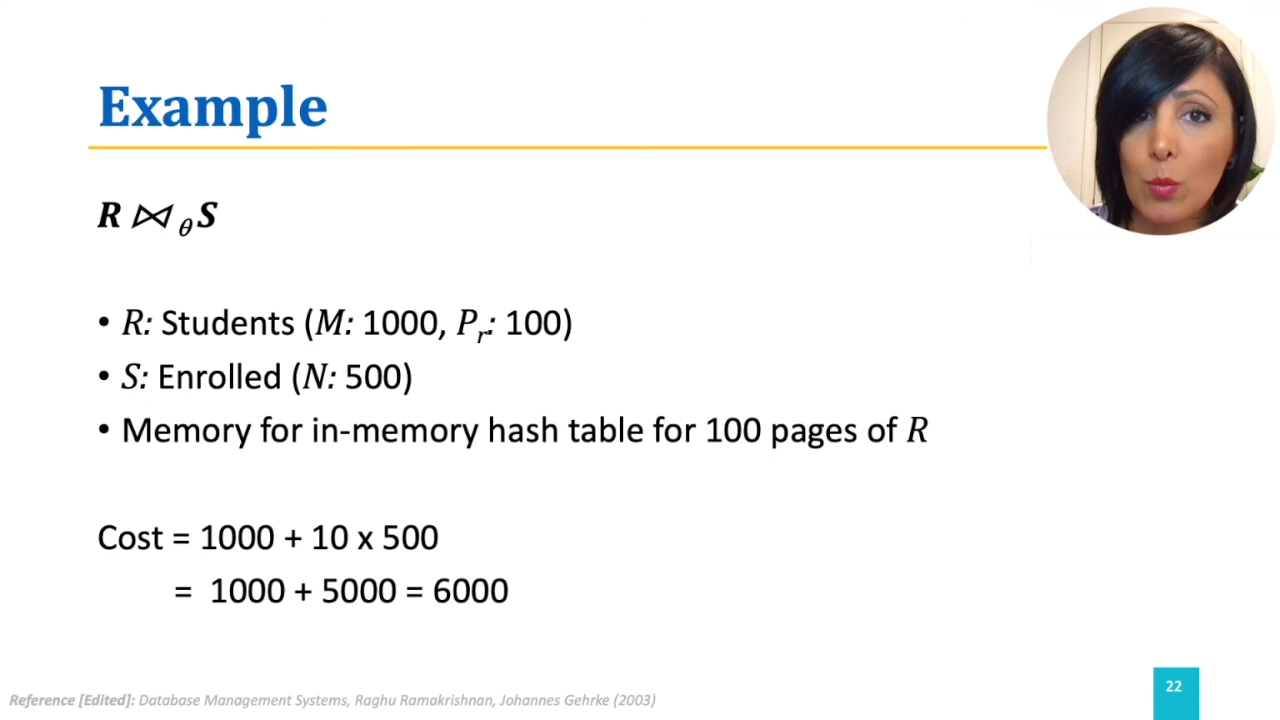 Example
R ⋈θ S
• R: Students (M: 1000, Pr: 100)
• S: Enrolled (N: 500)
• Memory for in-memory hash table for 100 pages of R
Cost = 1000 + 10 x 500
= 1000 + 5000 = 6000
Reference [Edited]: Database Management Systems, Raghu Ramakrishnan, Johannes Gehrke (2003)
22